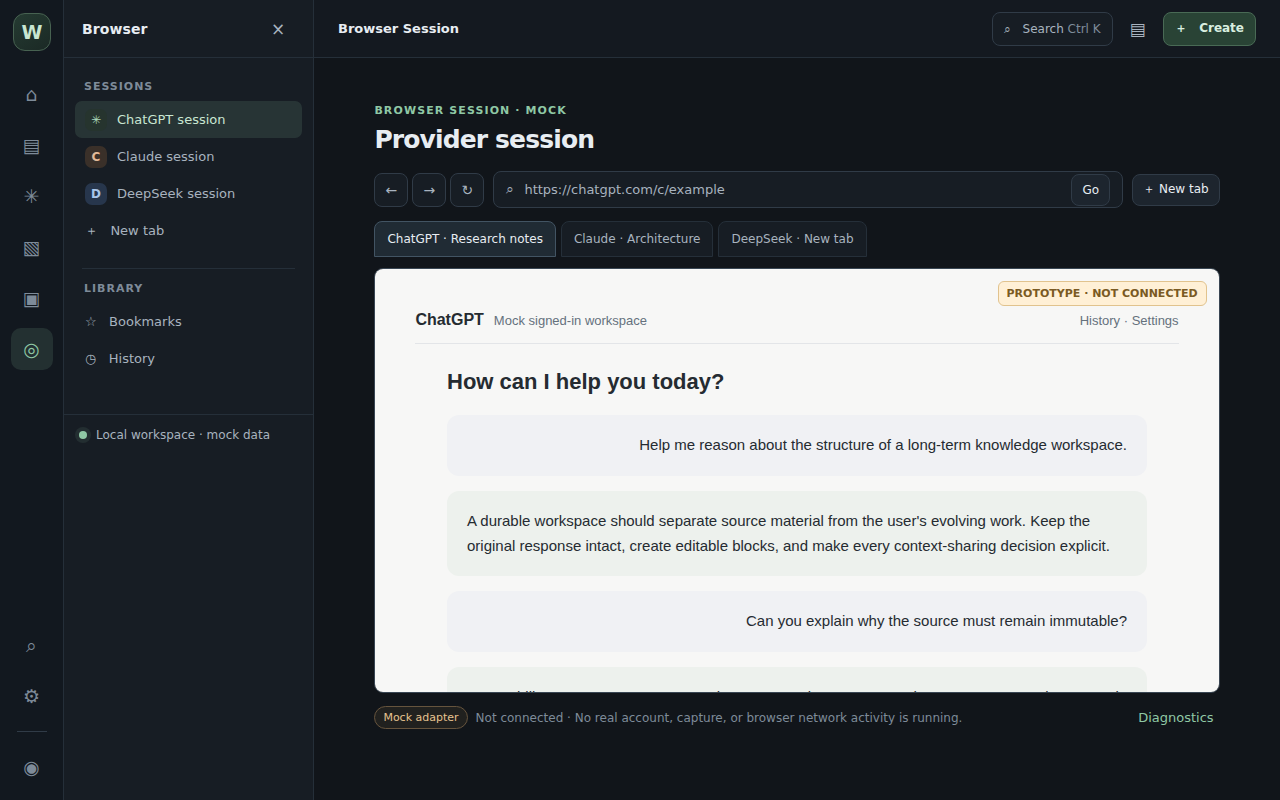 W
Browser
SESSIONS
ChatGPT session
C Claude session
D DeepSeek session
+ New tab
LIBRARY
Bookmarks
History
Local workspace · mock data
Browser Session
Search Ctrl K
+ Create
BROWSER SESSION · MOCK
Provider session
https://chatgpt.com/c/example
Go
+ New tab
ChatGPT · Research notes
Claude · Architecture
DeepSeek · New tab
PROTOTYPE · NOT CONNECTED
ChatGPT Mock signed-in workspace
History · Settings
How can I help you today?
Help me reason about the structure of a long-term knowledge workspace.
A durable workspace should separate source material from the user's evolving work. Keep the
original response intact, create editable blocks, and make every context-sharing decision explicit.
Can you explain why the source must remain immutable?
Mock adapter
Not connected · No real account, capture, or browser network activity is running.
Diagnostics